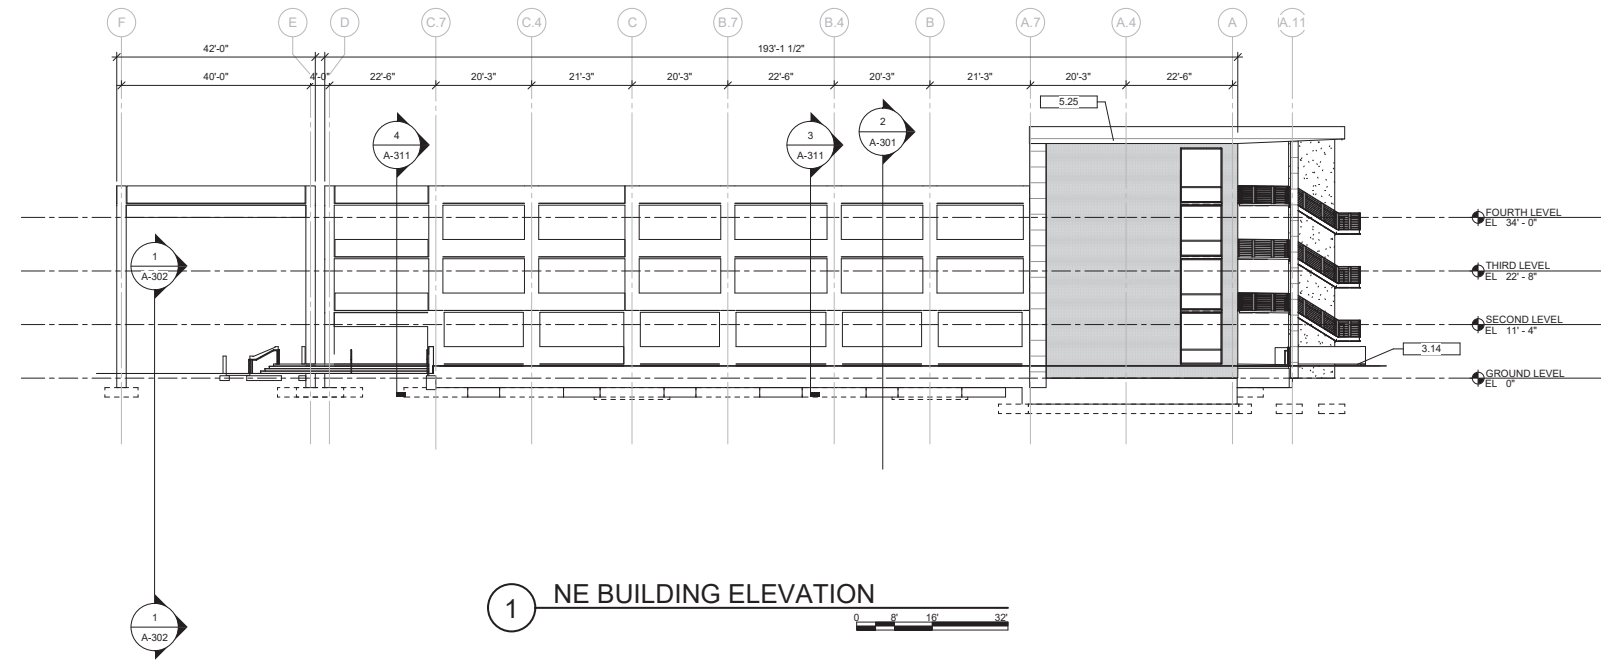 F E D C.7 C.4 C B.7 B.4 B A.7 A.4 A A.11
42'-0" 193'-1 1/2"
40'-0" 4'-0" 22'-6" 20'-3" 21'-3" 20'-3" 22'-6" 20'-3" 21'-3" 20'-3" 22'-6"
5.25
4
A-311
3
A-311
2
A-301
1
A-302
FOURTH LEVEL
EL 34' - 0"
THIRD LEVEL
EL 22' - 8"
SECOND LEVEL
EL 11' - 4"
3.14
GROUND LEVEL
EL 0"
1 NE BUILDING ELEVATION
0 8' 16' 32'
1
A-302